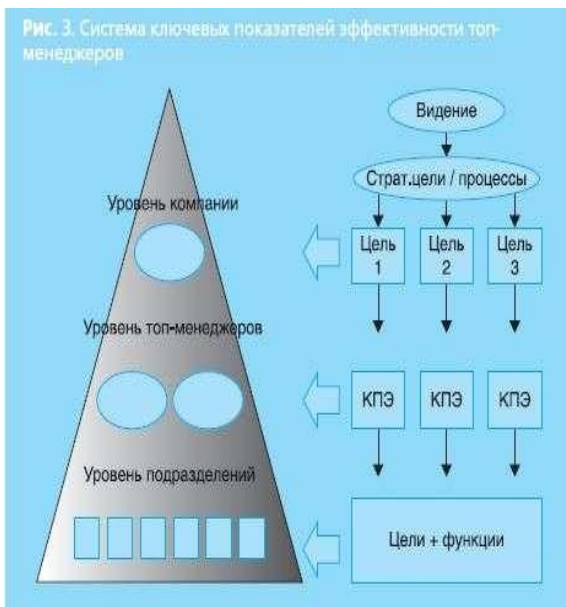 Рис. 3. Система ключевых показателей эффективности топ-
менеджеров
Видение
Страт.цели / процессы
Уровень компании
Цель
1
Цель
2
Цель
3
Уровень топ-менеджеров
КПЭ
КПЭ
КПЭ
Уровень подразделений
Цели + функции